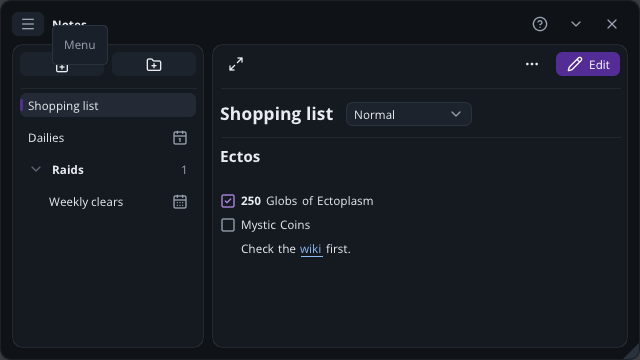 Notes
Menu
Edit
Shopping list
Dailies
Raids 1
Weekly clears
Shopping list Normal
Ectos
250 Globs of Ectoplasm
Mystic Coins
Check the wiki first.